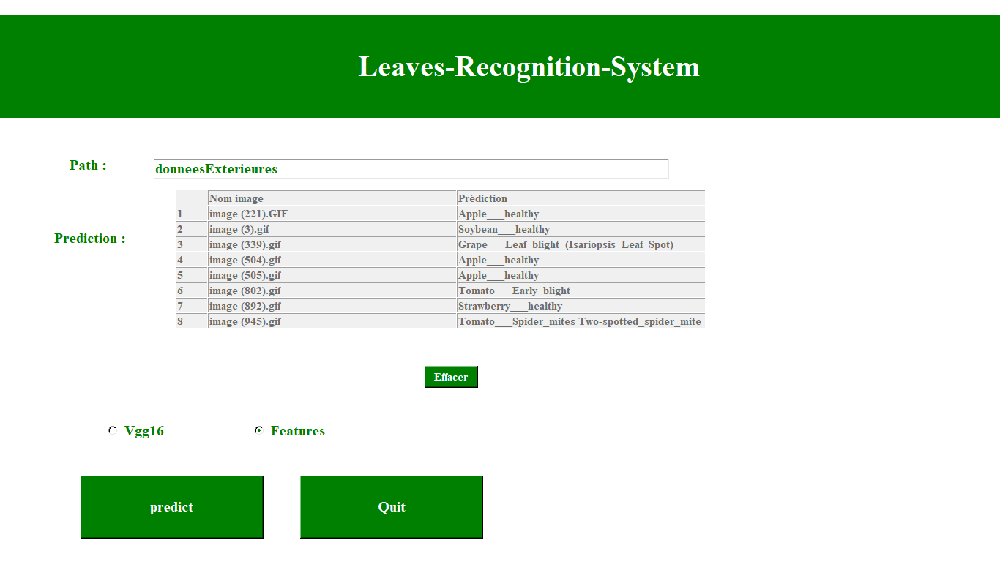 Leaves-Recognition-System
Path :
donneesExterieures
Prediction :
Nom image Prédiction
1 image (221).GIF Apple___healthy
2 image (3).gif Soybean___healthy
3 image (339).gif Grape___Leaf_blight_(Isariopsis_Leaf_Spot)
4 image (504).gif Apple___healthy
5 image (505).gif Apple___healthy
6 image (802).gif Tomato___Early_blight
7 image (892).gif Strawberry___healthy
8 image (945).gif Tomato___Spider_mites Two-spotted_spider_mite
Effacer
Vgg16 Features
predict Quit